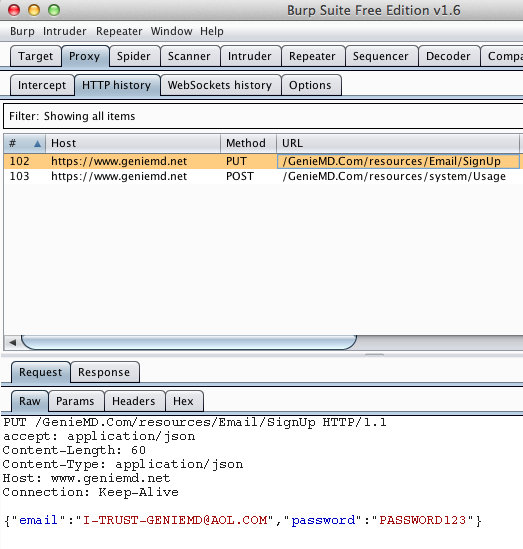 Burp Suite Free Edition v1.6
Burp Intruder Repeater Window Help
Target Proxy Spider Scanner Intruder Repeater Sequencer Decoder Compa
Intercept HTTP history WebSockets history Options
Filter: Showing all items
# Host Method URL
102 https://www.geniemd.net PUT /GenieMD.Com/resources/Email/SignUp
103 https://www.geniemd.net POST /GenieMD.Com/resources/system/Usage
Request Response
Raw Params Headers Hex
PUT /GenieMD.Com/resources/Email/SignUp HTTP/1.1
accept: application/json
Content-Length: 60
Content-Type: application/json
Host: www.geniemd.net
Connection: Keep-Alive
{"email":"I-TRUST-GENIEMD@AOL.COM","password":"PASSWORD123"}